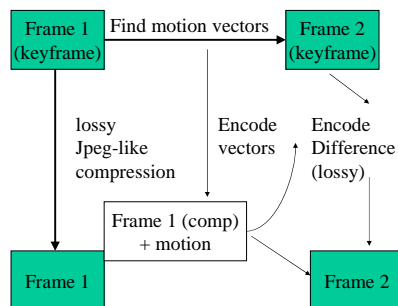 Frame 1
(keyframe)
Find motion vectors
Frame 2
(keyframe)
lossy
Jpeg-like
compression
Encode
vectors
Encode
Difference
(lossy)
Frame 1 (comp)
+ motion
Frame 1
Frame 2